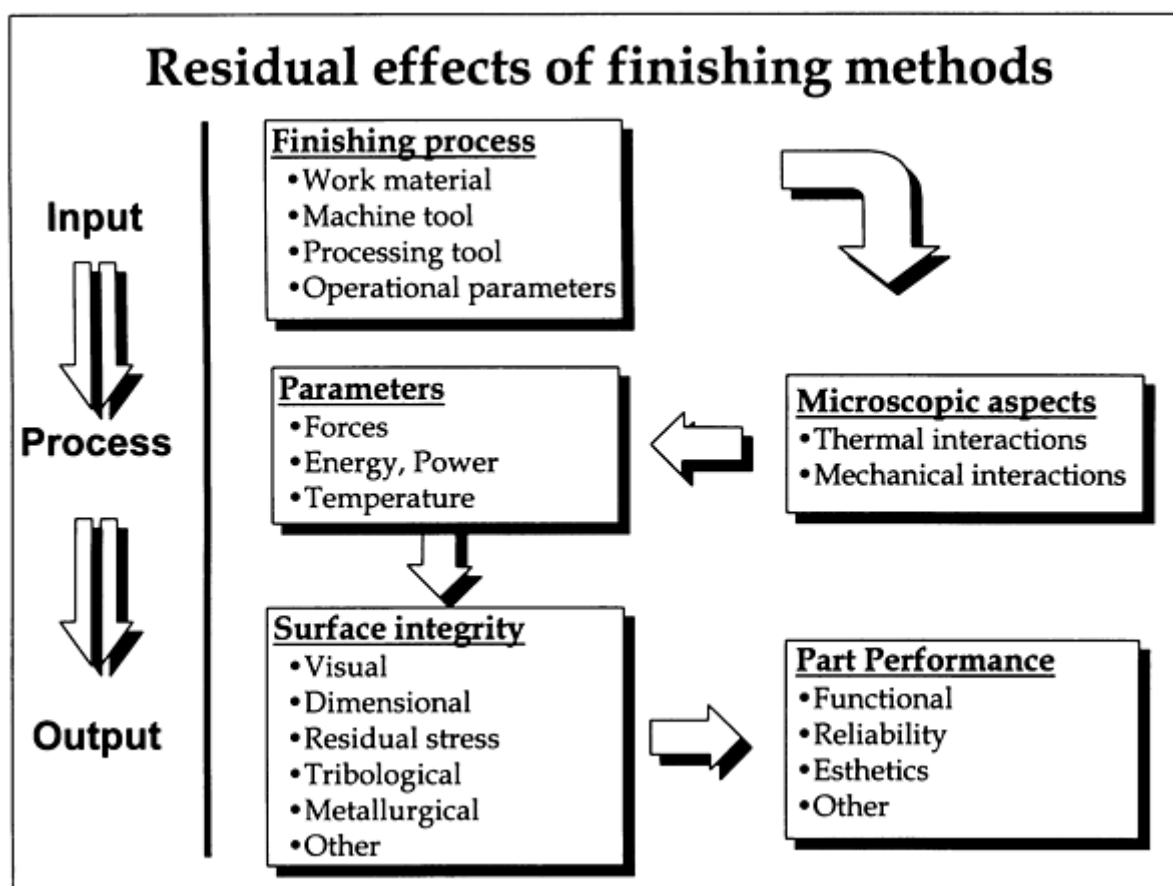 Residual effects of finishing methods
Input
Process
Output
Finishing process
•Work material
•Machine tool
•Processing tool
•Operational parameters
Parameters
•Forces
•Energy, Power
•Temperature
Microscopic aspects
•Thermal interactions
•Mechanical interactions
Surface integrity
•Visual
•Dimensional
•Residual stress
•Tribological
•Metallurgical
•Other
Part Performance
•Functional
•Reliability
•Esthetics
•Other